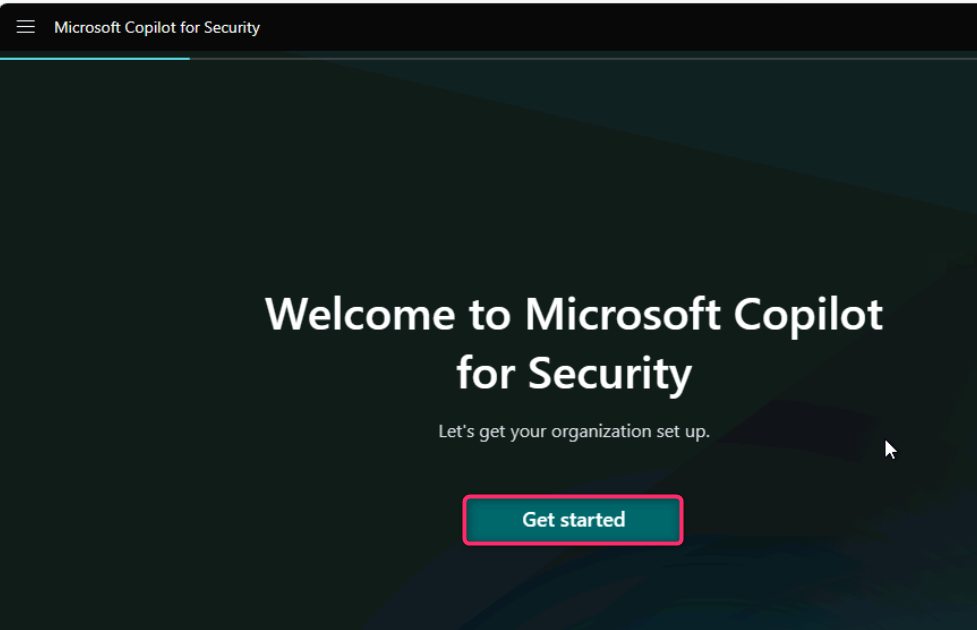 Microsoft Copilot for Security
Welcome to Microsoft Copilot
for Security
Let's get your organization set up.
Get started